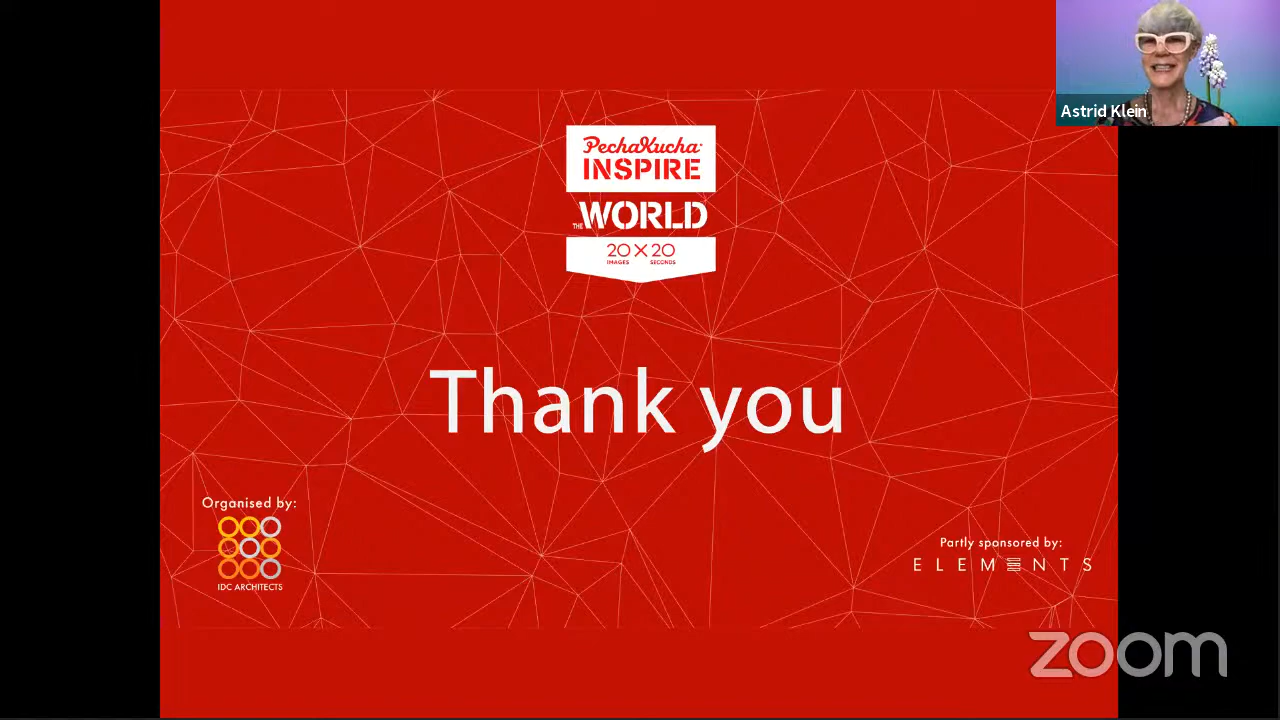 Astrid Klein
PechaKucha
INSPIRE
THE WORLD
20 X 20
IMAGES SECONDS
Thank you
Organised by:
IDC ARCHITECTS
Partly sponsored by:
ELEMENTS
zoom